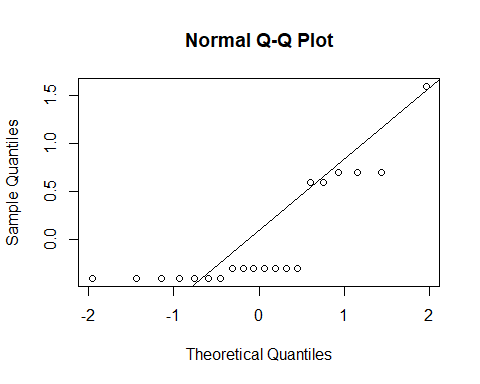 Normal Q-Q Plot
Sample Quantiles
1.5
1.0
0.5
0.0
-2 -1 0 1 2
Theoretical Quantiles